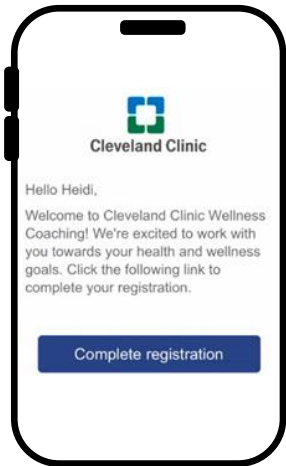 Cleveland Clinic
Hello Heidi,
Welcome to Cleveland Clinic Wellness
Coaching! We're excited to work with
you towards your health and wellness
goals. Click the following link to
complete your registration.
Complete registration